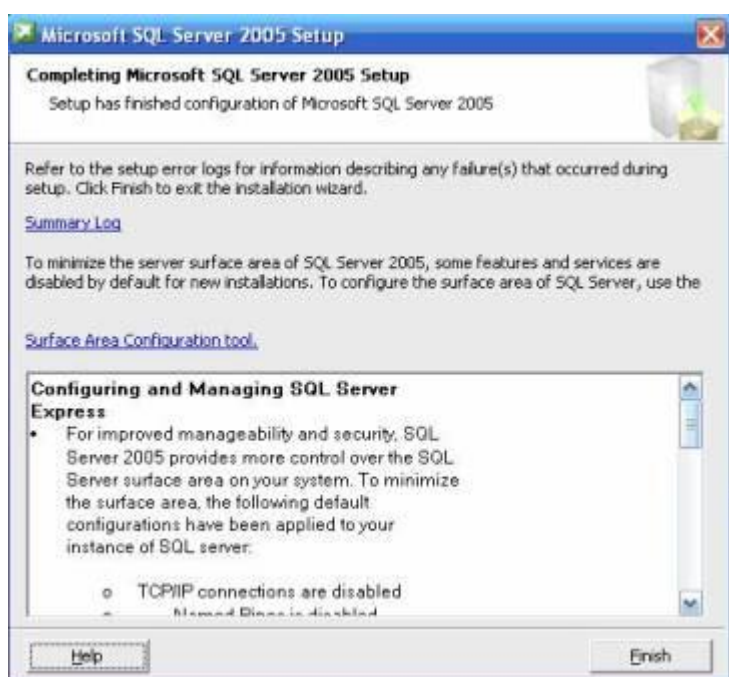 Microsoft SQL Server 2005 Setup
Completing Microsoft SQL Server 2005 Setup
Setup has finished configuration of Microsoft SQL Server 2005
Refer to the setup error logs for information describing any failure(s) that occurred during
setup. Click Finish to exit the installation wizard.
Summary Log
To minimize the server surface area of SQL Server 2005, some features and services are
disabled by default for new installations. To configure the surface area of SQL Server, use the
Surface Area Configuration tool.
Configuring and Managing SQL Server
Express
• For improved manageability and security, SQL
Server 2005 provides more control over the SQL
Server surface area on your system. To minimize
the surface area, the following default
configurations have been applied to your
instance of SQL server:
o TCP/IP connections are disabled
o Named Pipes is disabled
Help
Finish